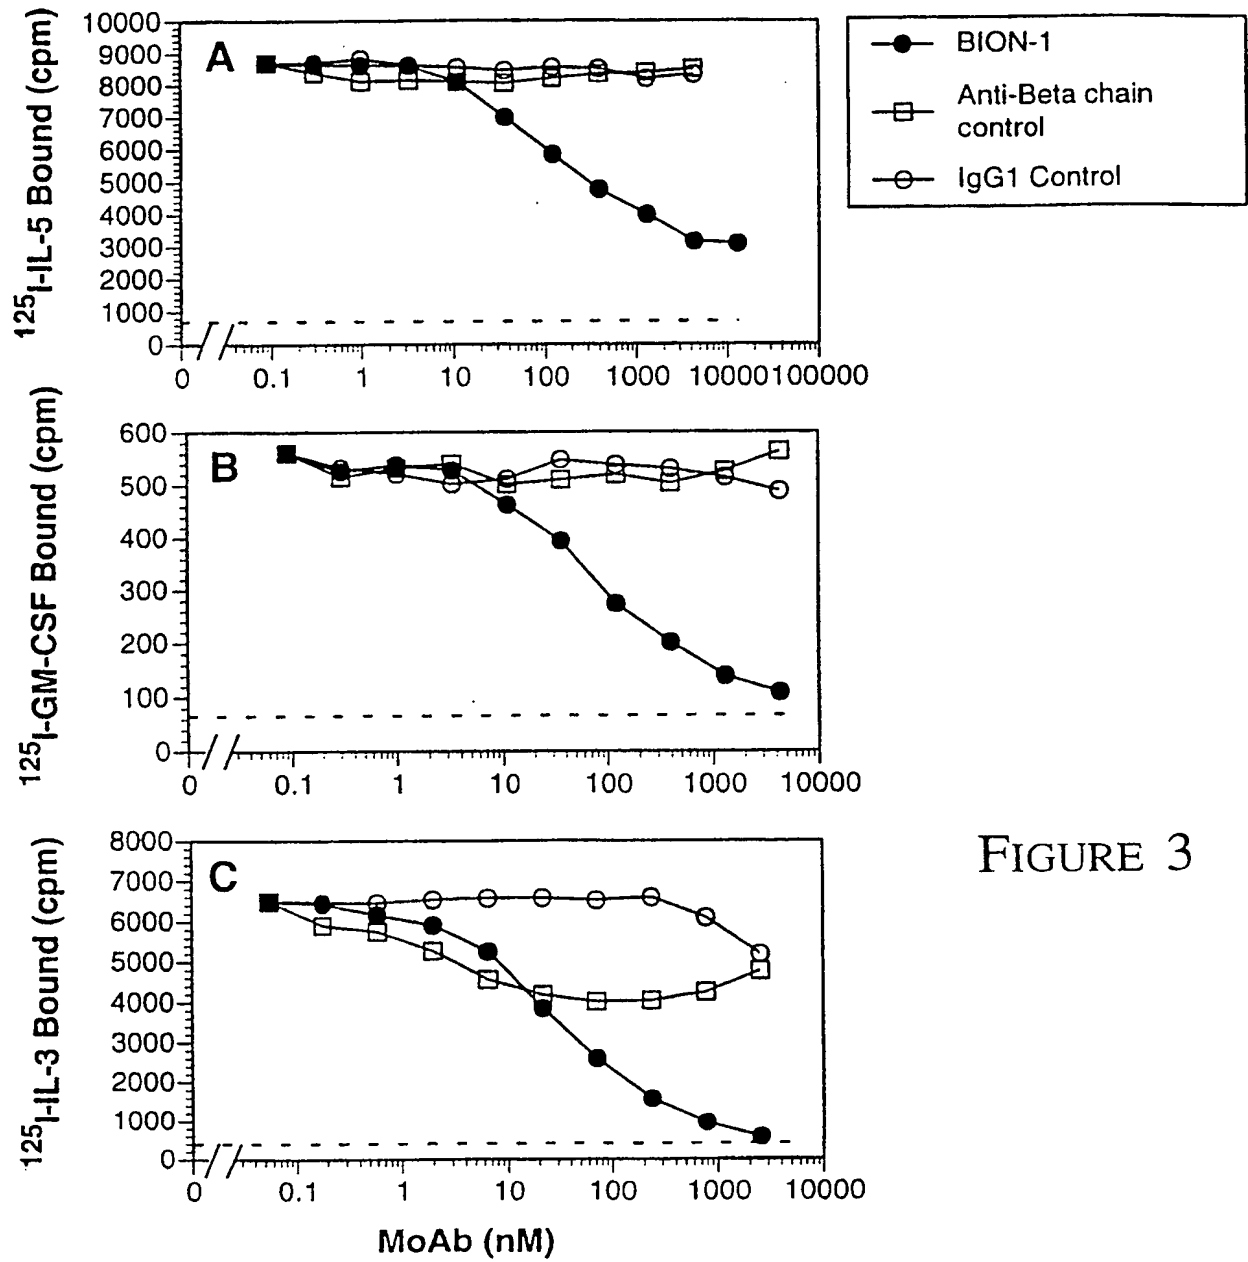 A
¹²⁵I-IL-5 Bound (cpm)
10000
9000
8000
7000
6000
5000
4000
3000
2000
1000
0
0 0.1 1 10 100 1000 10000 100000
BION-1
Anti-Beta chain
control
IgG1 Control
B
¹²⁵I-GM-CSF Bound (cpm)
600
500
400
300
200
100
0
0 0.1 1 10 100 1000 10000
C
¹²⁵I-IL-3 Bound (cpm)
8000
7000
6000
5000
4000
3000
2000
1000
0
0 0.1 1 10 100 1000 10000
MoAb (nM)
FIGURE 3